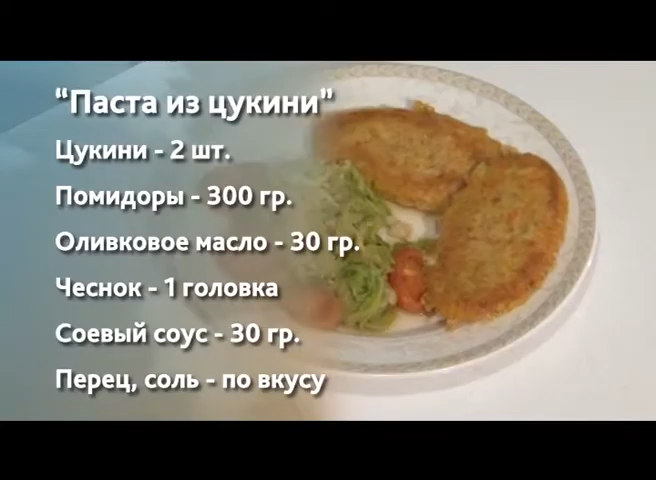 “Паста из цукини”
Цукини - 2 шт.
Помидоры - 300 гр.
Оливковое масло - 30 гр.
Чеснок - 1 головка
Соевый соус - 30 гр.
Перец, соль - по вкусу